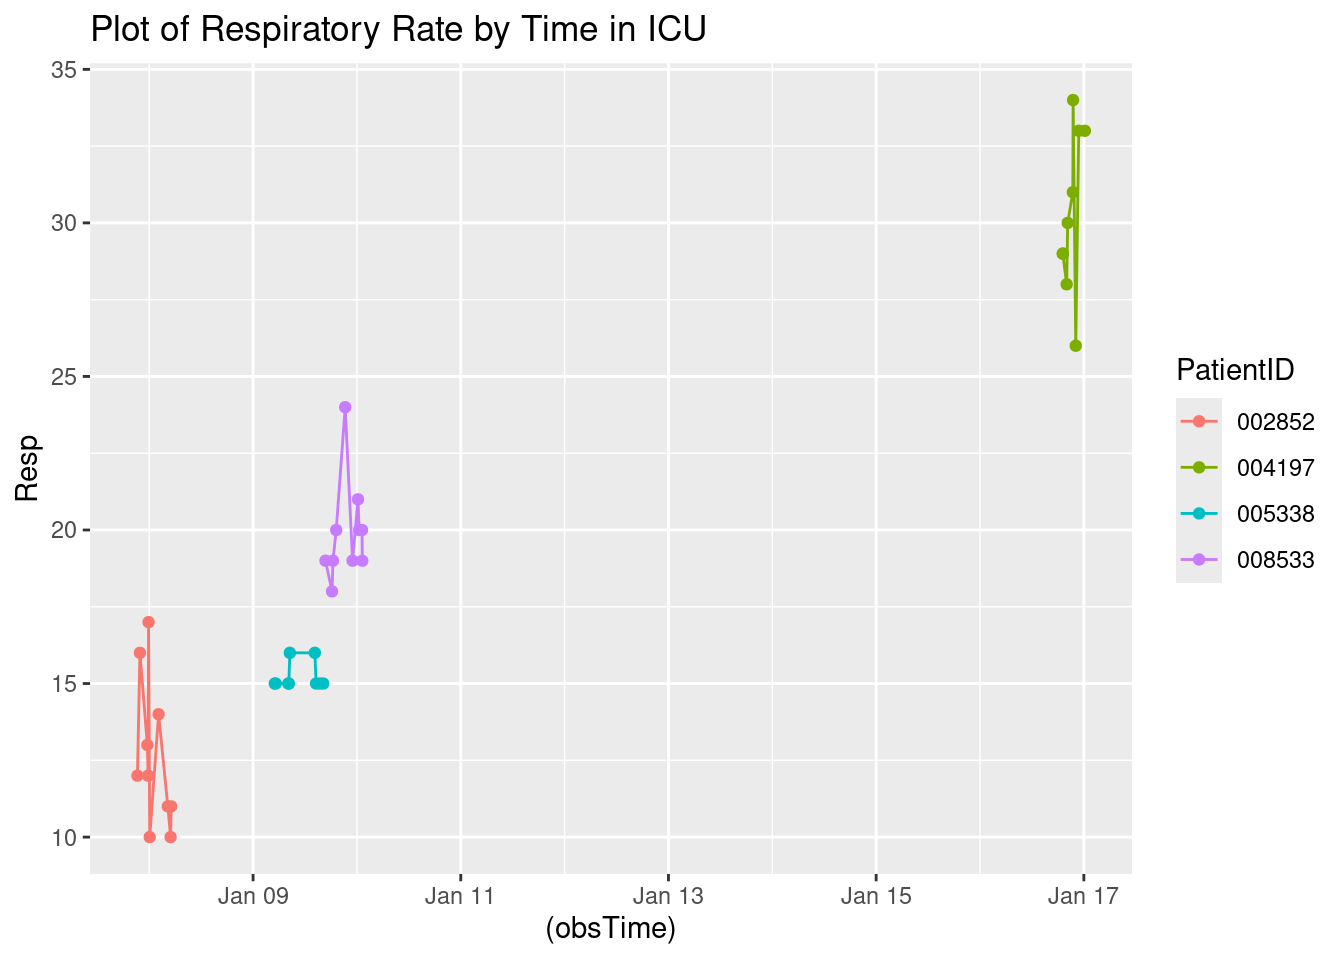 Plot of Respiratory Rate by Time in ICU
35
30
25
20
15
10
Resp
Jan 09
Jan 11
Jan 13
Jan 15
Jan 17
(obsTime)
PatientID
002852
004197
005338
008533